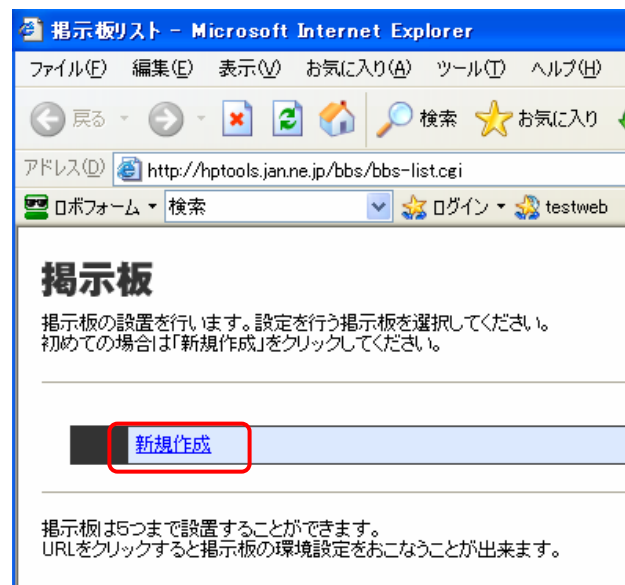 掲示板リスト - Microsoft Internet Explorer
ファイル(F) 編集(E) 表示(V) お気に入り(A) ツール(T) ヘルプ(H)
戻る 検索 お気に入り
アドレス(D) http://hptools.jan.ne.jp/bbs/bbs-list.cgi
ロボフォーム 検索 ログイン testweb
掲示板
掲示板の設置を行います。設定を行う掲示板を選択してください。
初めての場合は「新規作成」をクリックしてください。
新規作成
掲示板は5つまで設置することができます。
URLをクリックすると掲示板の環境設定をおこなうことが出来ます。